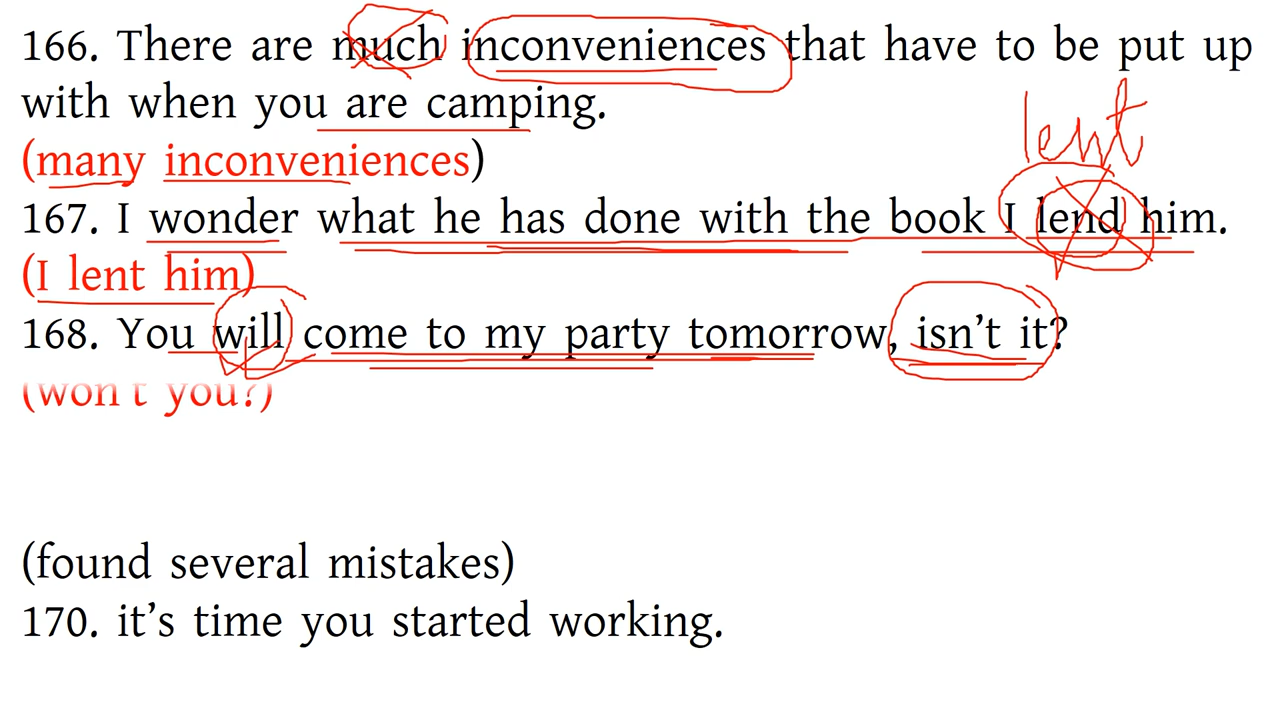 166. There are much inconveniences that have to be put up
with when you are camping.
lent
(many inconveniences)
167. I wonder what he has done with the book I lend him.
(I lent him)
168. You will come to my party tomorrow, isn't it?
(won't you?)
(found several mistakes)
170. it's time you started working.